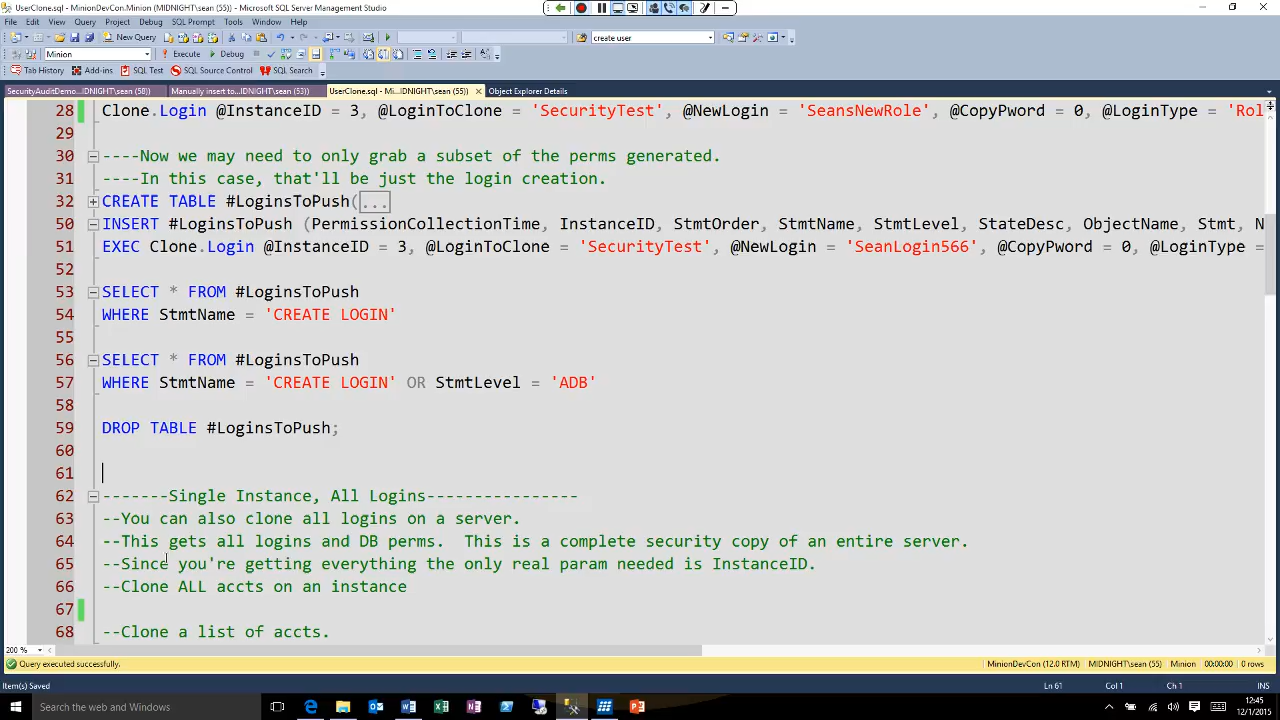 UserClone.sql - MinionDevCon.Minion (MIDNIGHT\sean (55)) - Microsoft SQL Server Management Studio
File Edit View Query Project Debug SQL Prompt Tools Window Help
New Query create user
Minion Execute Debug
Tab History Add-ins SQL Test SQL Source Control SQL Search
SecurityAuditDemo...IDNIGHT\sean (58)) Manually insert to...IDNIGHT\sean (53)) UserClone.sql - Mi...IDNIGHT\sean (55)) Object Explorer Details
28 Clone.Login @InstanceID = 3, @LoginToClone = 'SecurityTest', @NewLogin = 'SeansNewRole', @CopyPword = 0, @LoginType = 'Rol
29
30 ----Now we may need to only grab a subset of the perms generated.
31 ----In this case, that'll be just the login creation.
32 CREATE TABLE #LoginsToPush(...
50 INSERT #LoginsToPush (PermissionCollectionTime, InstanceID, StmtOrder, StmtName, StmtLevel, StateDesc, ObjectName, Stmt, N
51 EXEC Clone.Login @InstanceID = 3, @LoginToClone = 'SecurityTest', @NewLogin = 'SeanLogin566', @CopyPword = 0, @LoginType =
52
53 SELECT * FROM #LoginsToPush
54 WHERE StmtName = 'CREATE LOGIN'
55
56 SELECT * FROM #LoginsToPush
57 WHERE StmtName = 'CREATE LOGIN' OR StmtLevel = 'ADB'
58
59 DROP TABLE #LoginsToPush;
60
61
62 -------Single Instance, All Logins----------------
63 --You can also clone all logins on a server.
64 --This gets all logins and DB perms.  This is a complete security copy of an entire server.
65 --Since you're getting everything the only real param needed is InstanceID.
66 --Clone ALL accts on an instance
67
68 --Clone a list of accts.
200 %
Query executed successfully. MinionDevCon (12.0 RTM) MIDNIGHT\sean (55) Minion 00:00:00 0 rows
Item(s) Saved Ln 61 Col 1 Ch 1 INS
Search the web and Windows 12:45
12/1/2015